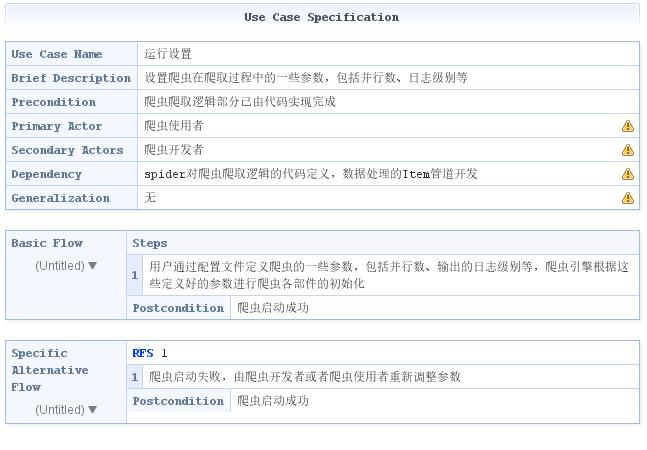 Use Case Specification
Use Case Name 运行设置
Brief Description 设置爬虫在爬取过程中的一些参数，包括并行数、日志级别等
Precondition 爬虫爬取逻辑部分已由代码实现完成
Primary Actor 爬虫使用者
Secondary Actors 爬虫开发者
Dependency spider对爬虫爬取逻辑的代码定义，数据处理的Item管道开发
Generalization 无
Basic Flow
(Untitled) ▼
Steps
1 用户通过配置文件定义爬虫的一些参数，包括并行数、输出的日志级别等，爬虫引擎根据这
些定义好的参数进行爬虫各部件的初始化
Postcondition 爬虫启动成功
Specific
Alternative
Flow
(Untitled) ▼
RFS 1
1 爬虫启动失败，由爬虫开发者或者爬虫使用者重新调整参数
Postcondition 爬虫启动成功